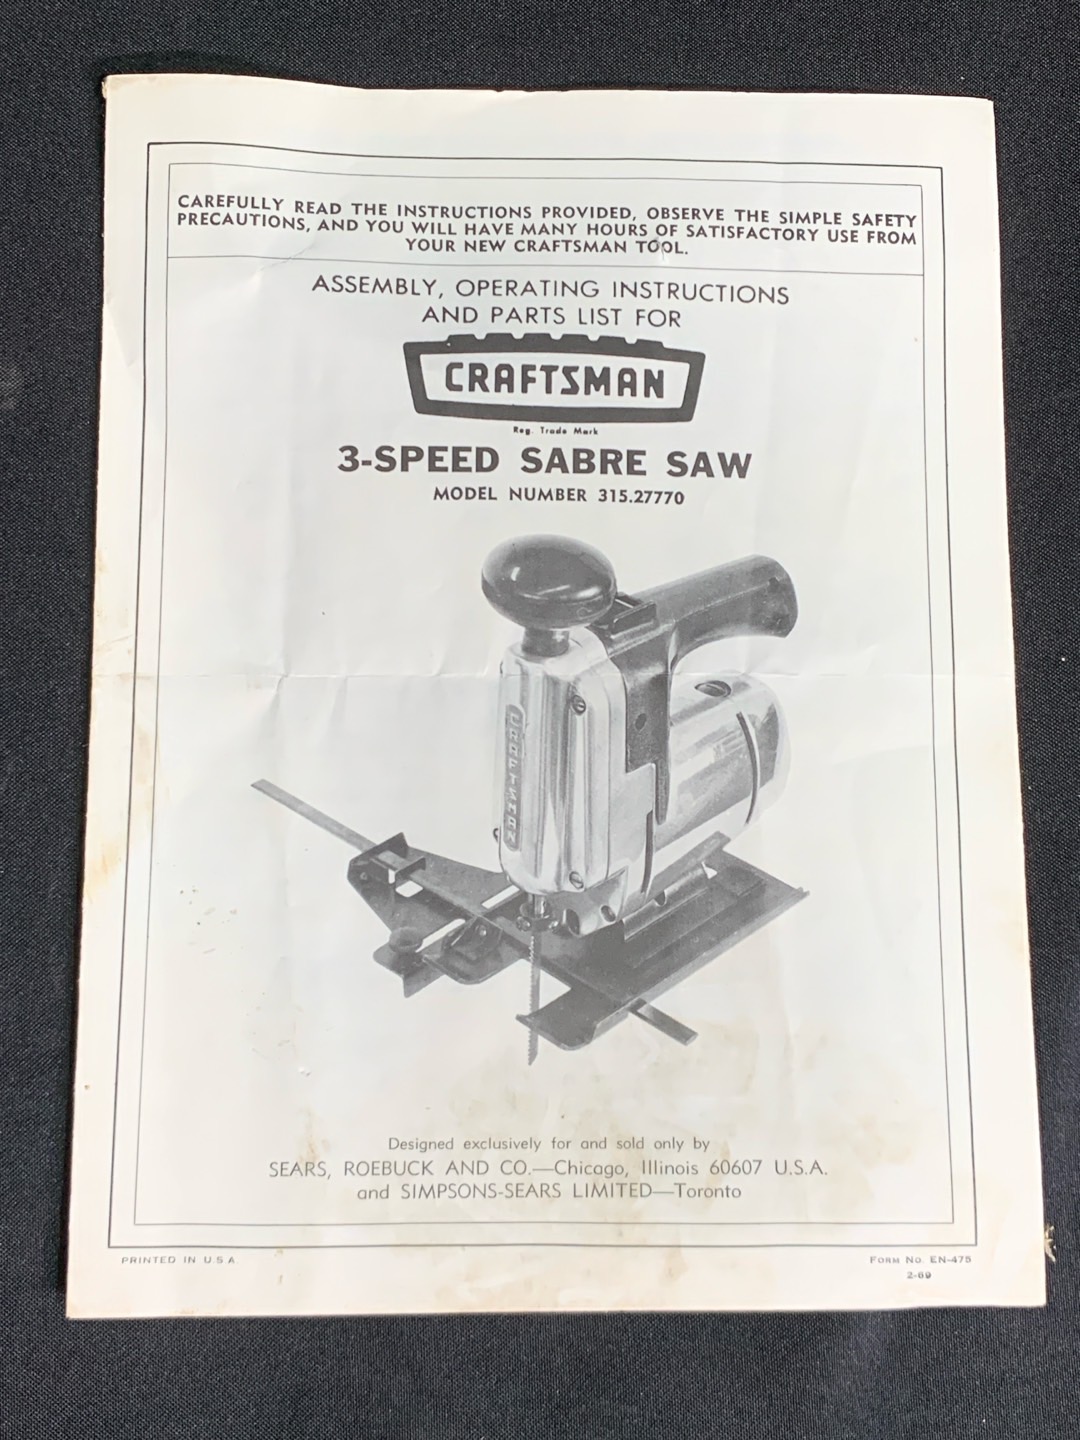 CAREFULLY READ THE INSTRUCTIONS PROVIDED, OBSERVE THE SIMPLE SAFETY
PRECAUTIONS, AND YOU WILL HAVE MANY HOURS OF SATISFACTORY USE FROM
YOUR NEW CRAFTSMAN TOOL.
ASSEMBLY, OPERATING INSTRUCTIONS
AND PARTS LIST FOR
CRAFTSMAN
Reg. Trade Mark
3-SPEED SABRE SAW
MODEL NUMBER 315.27770
CRAFTSMAN
Designed exclusively for and sold only by
SEARS, ROEBUCK AND CO.—Chicago, Illinois 60607 U.S.A.
and SIMPSONS-SEARS LIMITED—Toronto
PRINTED IN U S A
FORM NO. EN-475
2-69